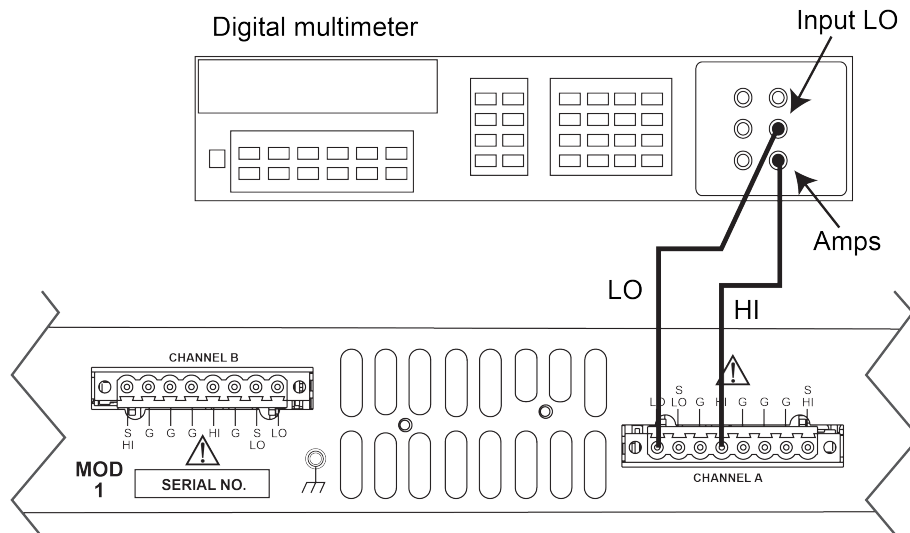 Digital multimeter
Input LO
Amps
LO
HI
CHANNEL B
S HI G G G HI G S LO LO
MOD 1
SERIAL NO.
LO S LO G HI G G G S HI
CHANNEL A